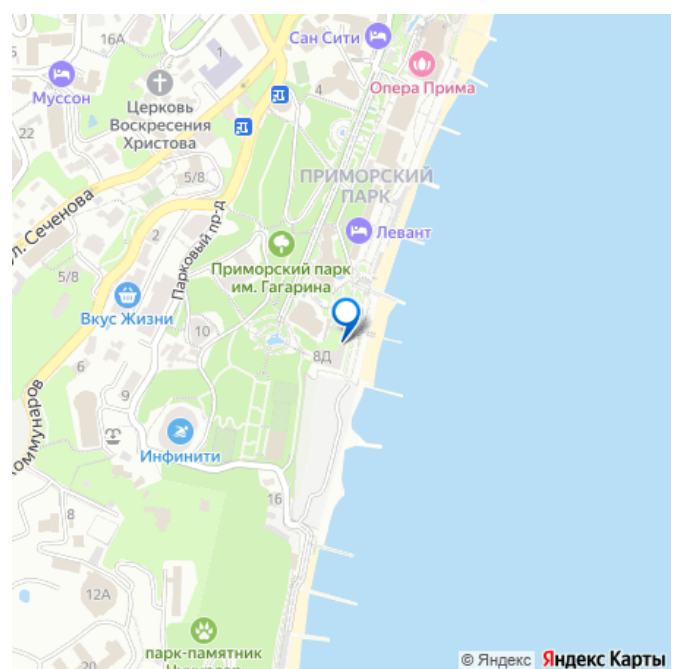 16А
1
Сан Сити
Муссон
Церковь
Воскресения
Христова
4
Опера Прима
22
5/8
ПРИМОРСКИЙ
ПАРК
л. Сеченова
2
Парковый пр-д
Левант
5/8
Приморский парк
им. Гагарина
Вкус Жизни
10
8Д
6
9
оммунаров
Инфинити
16
8
12А
парк-памятник
20
© Яндекс Яндекс Карты